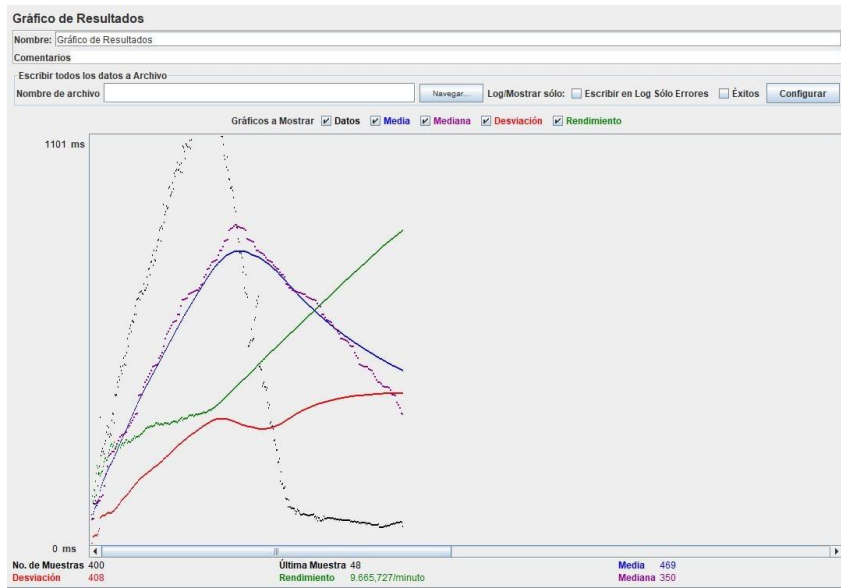 Gráfico de Resultados
Nombre: Gráfico de Resultados
Comentarios
Escribir todos los datos a Archivo
Nombre de archivo Navegar... Log/Mostrar sólo: Escribir en Log Sólo Errores Éxitos Configurar
Gráficos a Mostrar Datos Media Mediana Desviación Rendimiento
1101 ms
0 ms
No. de Muestras 400 Última Muestra 48 Media 469
Desviación 408 Rendimiento 9.665,727/minuto Mediana 350